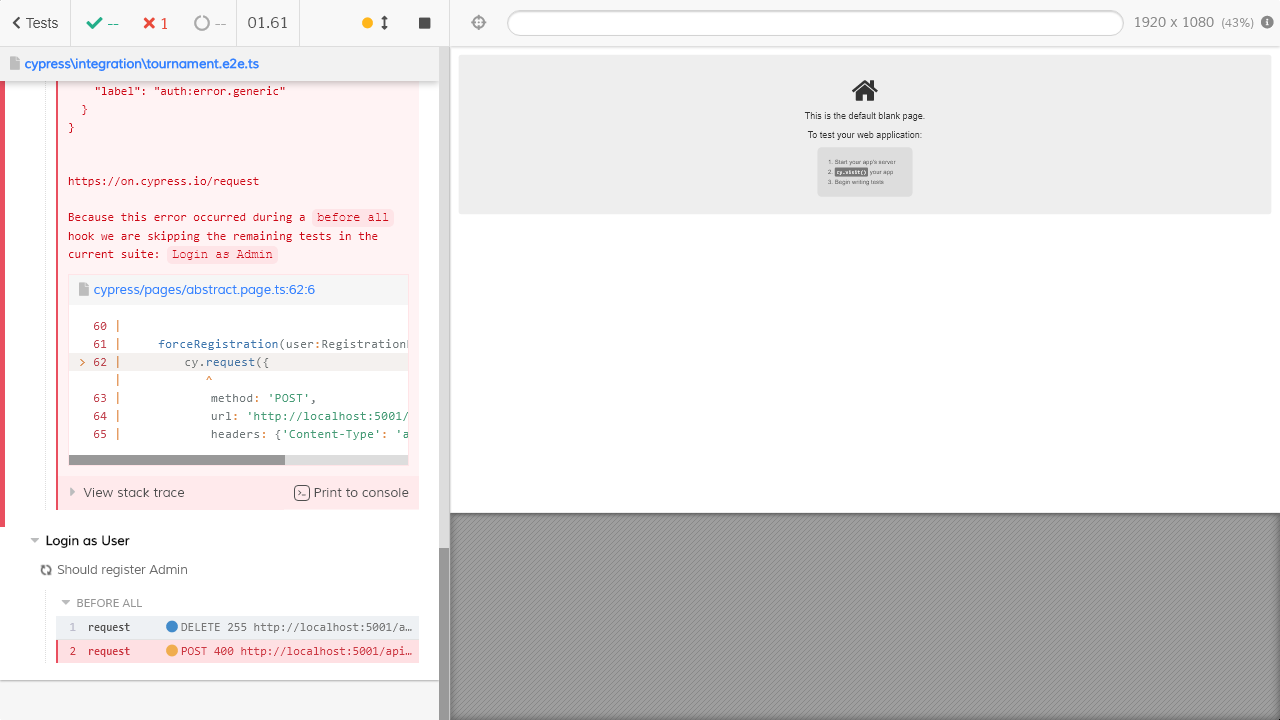 Tests
--
1
--
01.61
1920 x 1080 (43%)
cypress\integration\tournament.e2e.ts
"label": "auth:error.generic"
}
}
https://on.cypress.io/request
Because this error occurred during a before all
hook we are skipping the remaining tests in the
current suite: Login as Admin
cypress/pages/abstract.page.ts:62:6
60 |
61 | forceRegistration(user:Registration
> 62 | cy.request({
| ^
63 | method: 'POST',
64 | url: 'http://localhost:5001/
65 | headers: {'Content-Type': 'a
View stack trace
Print to console
Login as User
Should register Admin
BEFORE ALL
1 request DELETE 255 http://localhost:5001/a...
2 request POST 400 http://localhost:5001/api...
This is the default blank page.
To test your web application:
1. Start your app's server
2. cy.visit() your app
3. Begin writing tests